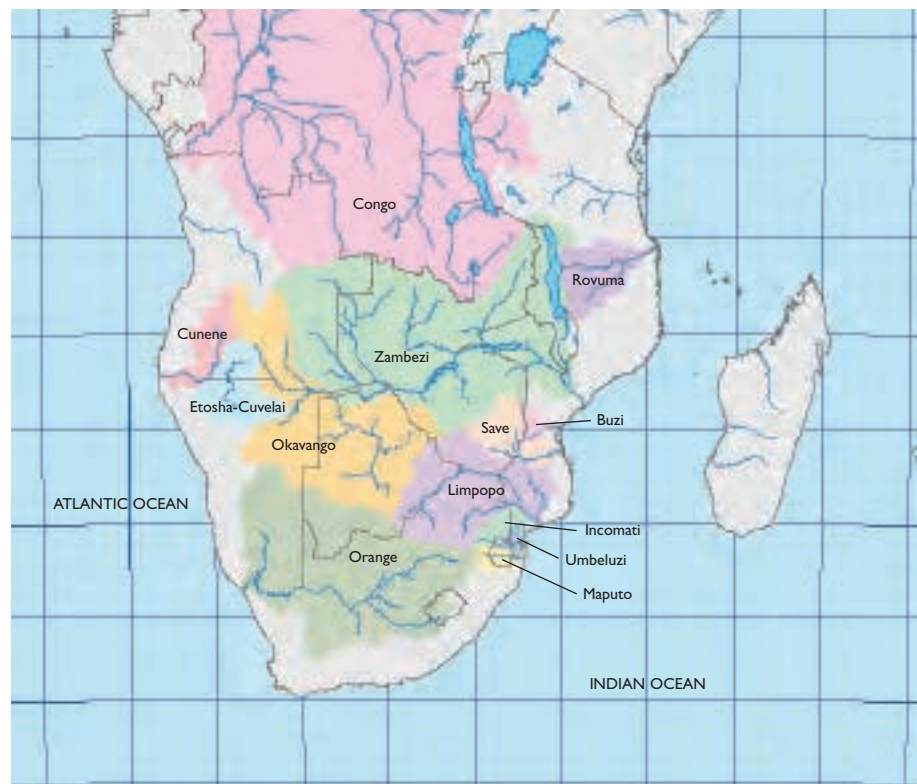 Congo
Rovuma
Cunene
Zambezi
Etosha-Cuvelai
Save
Buzi
Okavango
Limpopo
ATLANTIC OCEAN
Incomati
Orange
Umbeluzi
Maputo
INDIAN OCEAN